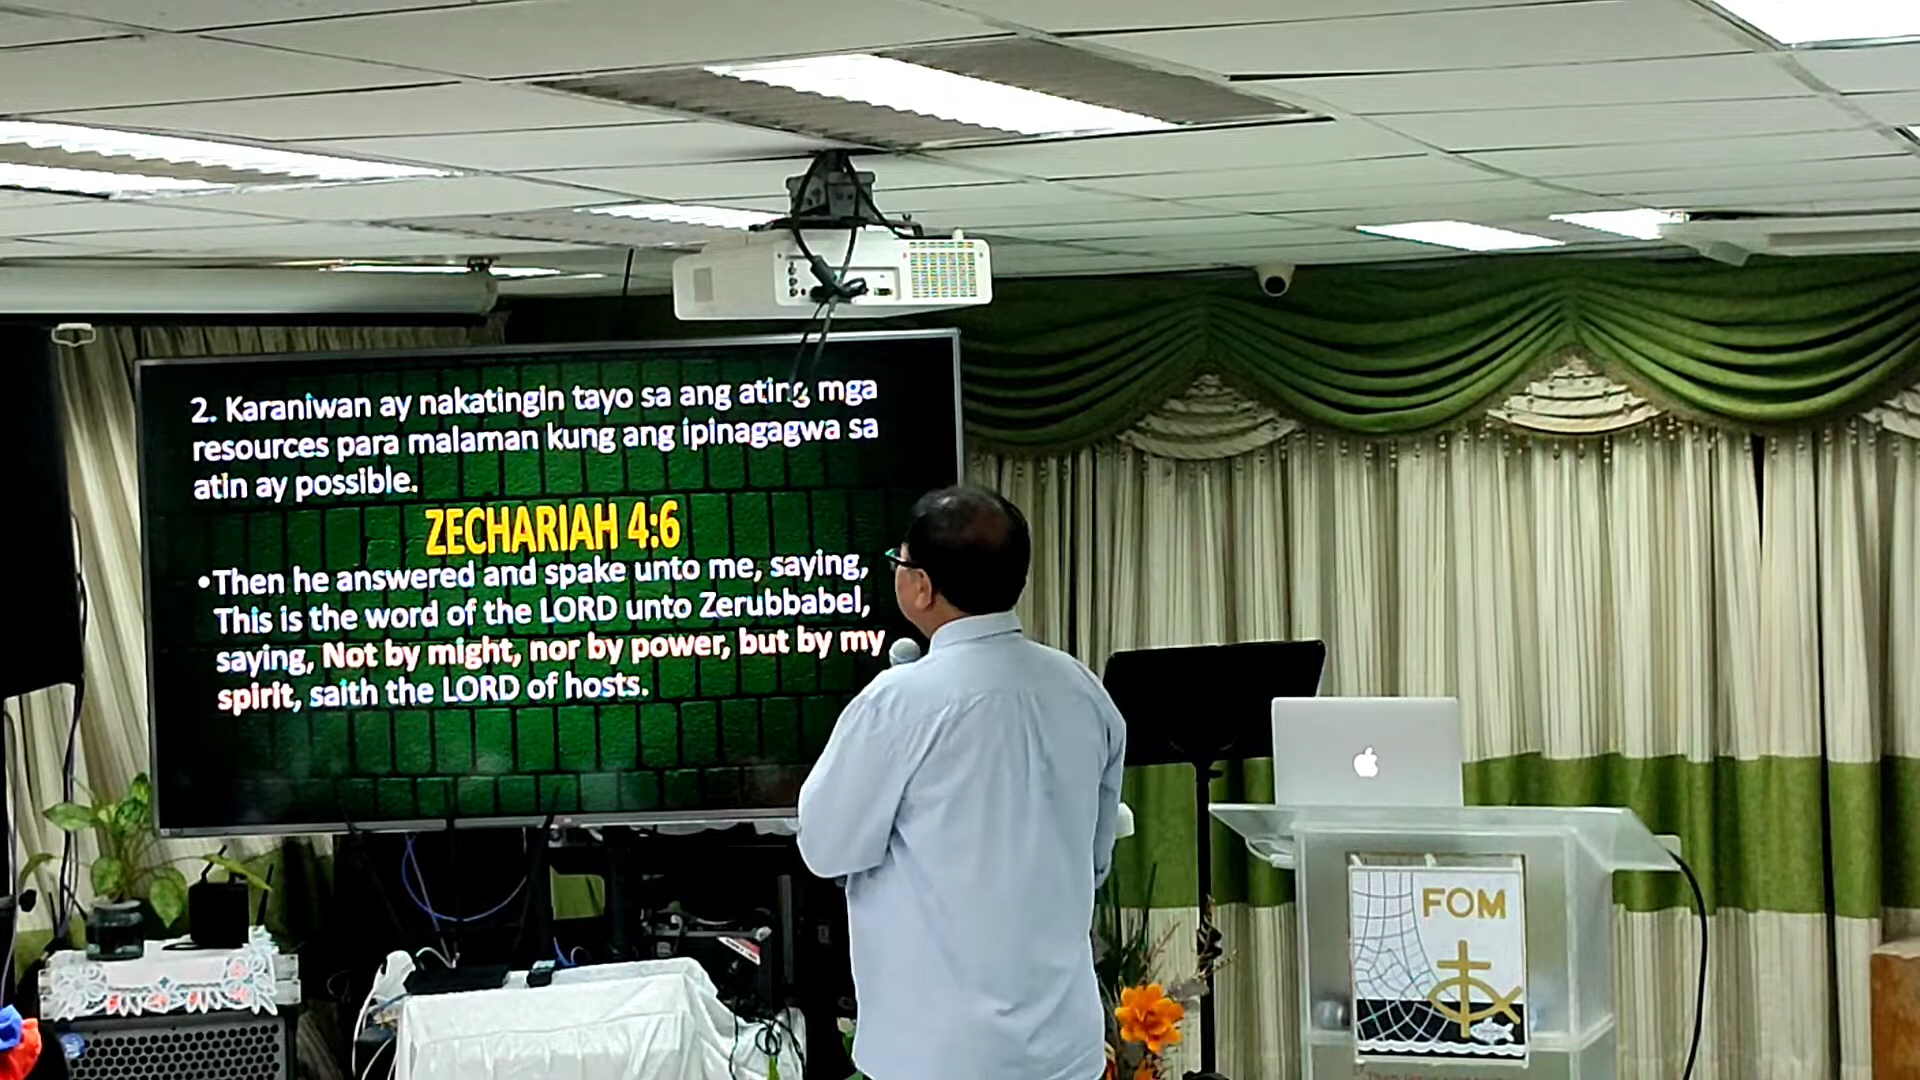 2. Karaniwan ay nakatingin tayo sa ang ating mga
resources para malaman kung ang ipinagagwa sa
atin ay possible.
ZECHARIAH 4:6
•Then he answered and spake unto me, saying,
This is the word of the LORD unto Zerubbabel,
saying, Not by might, nor by power, but by my
spirit, saith the LORD of hosts.
FOM